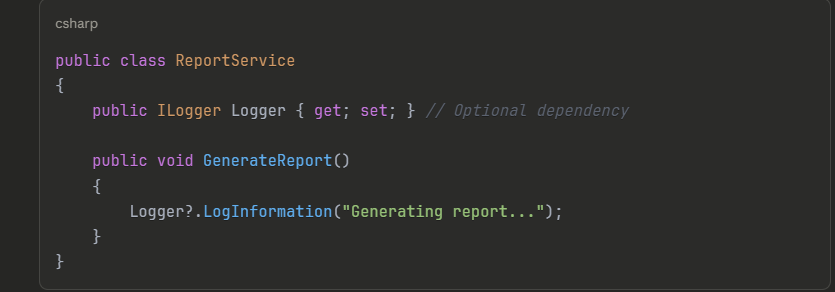 csharp
public class ReportService
{
    public ILogger Logger { get; set; } // Optional dependency

    public void GenerateReport()
    {
        Logger?.LogInformation("Generating report...");
    }
}